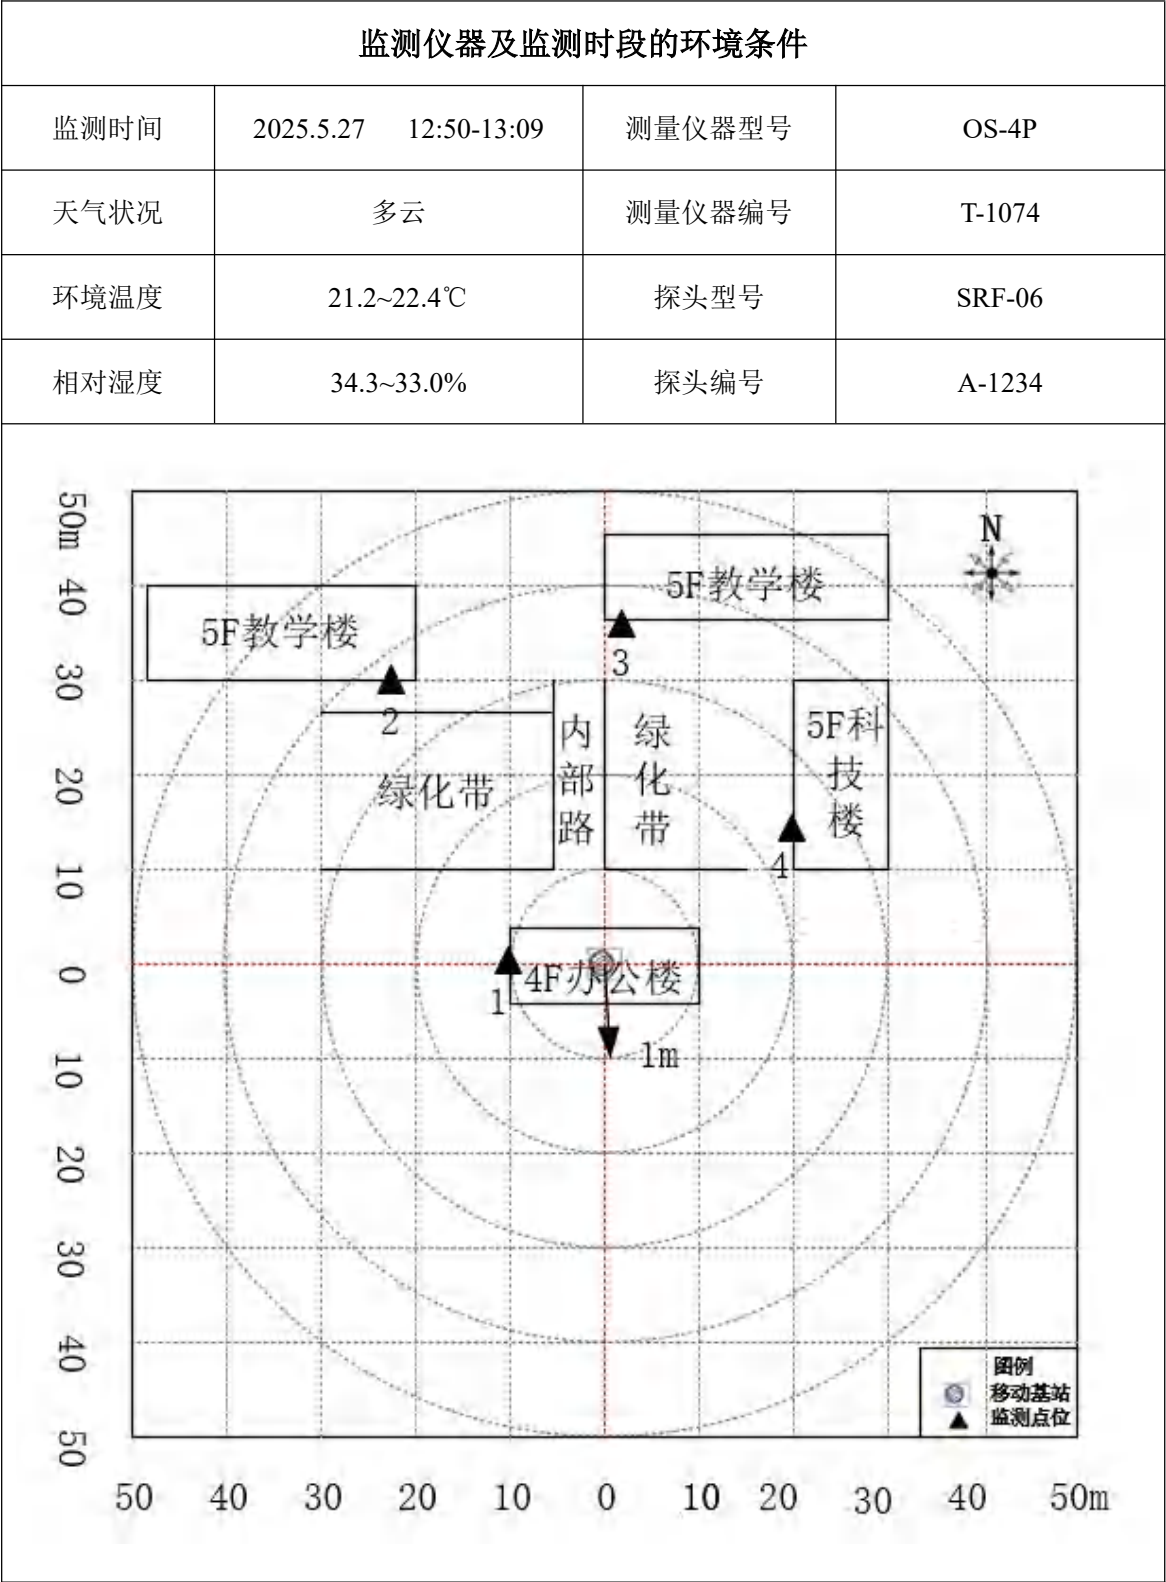 监测仪器及监测时段的环境条件
监测时间 2025.5.27 12:50-13:09 测量仪器型号 OS-4P
天气状况 多云 测量仪器编号 T-1074
环境温度 21.2~22.4℃ 探头型号 SRF-06
相对湿度 34.3~33.0% 探头编号 A-1234
50m
40
30
20
10
0
10
20
30
40
50
N
5F教学楼
3
5F教学楼
2
绿化带
内部路
绿化带
5F科技楼
4
4F办公楼
1
1m
图例
移动基站
监测点位
50 40 30 20 10 0 10 20 30 40 50m